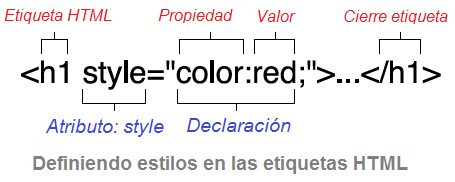 Etiqueta HTML Propiedad Valor Cierre etiqueta
<h1 style="color:red;">...</h1>
Atributo: style Declaración
Definiendo estilos en las etiquetas HTML